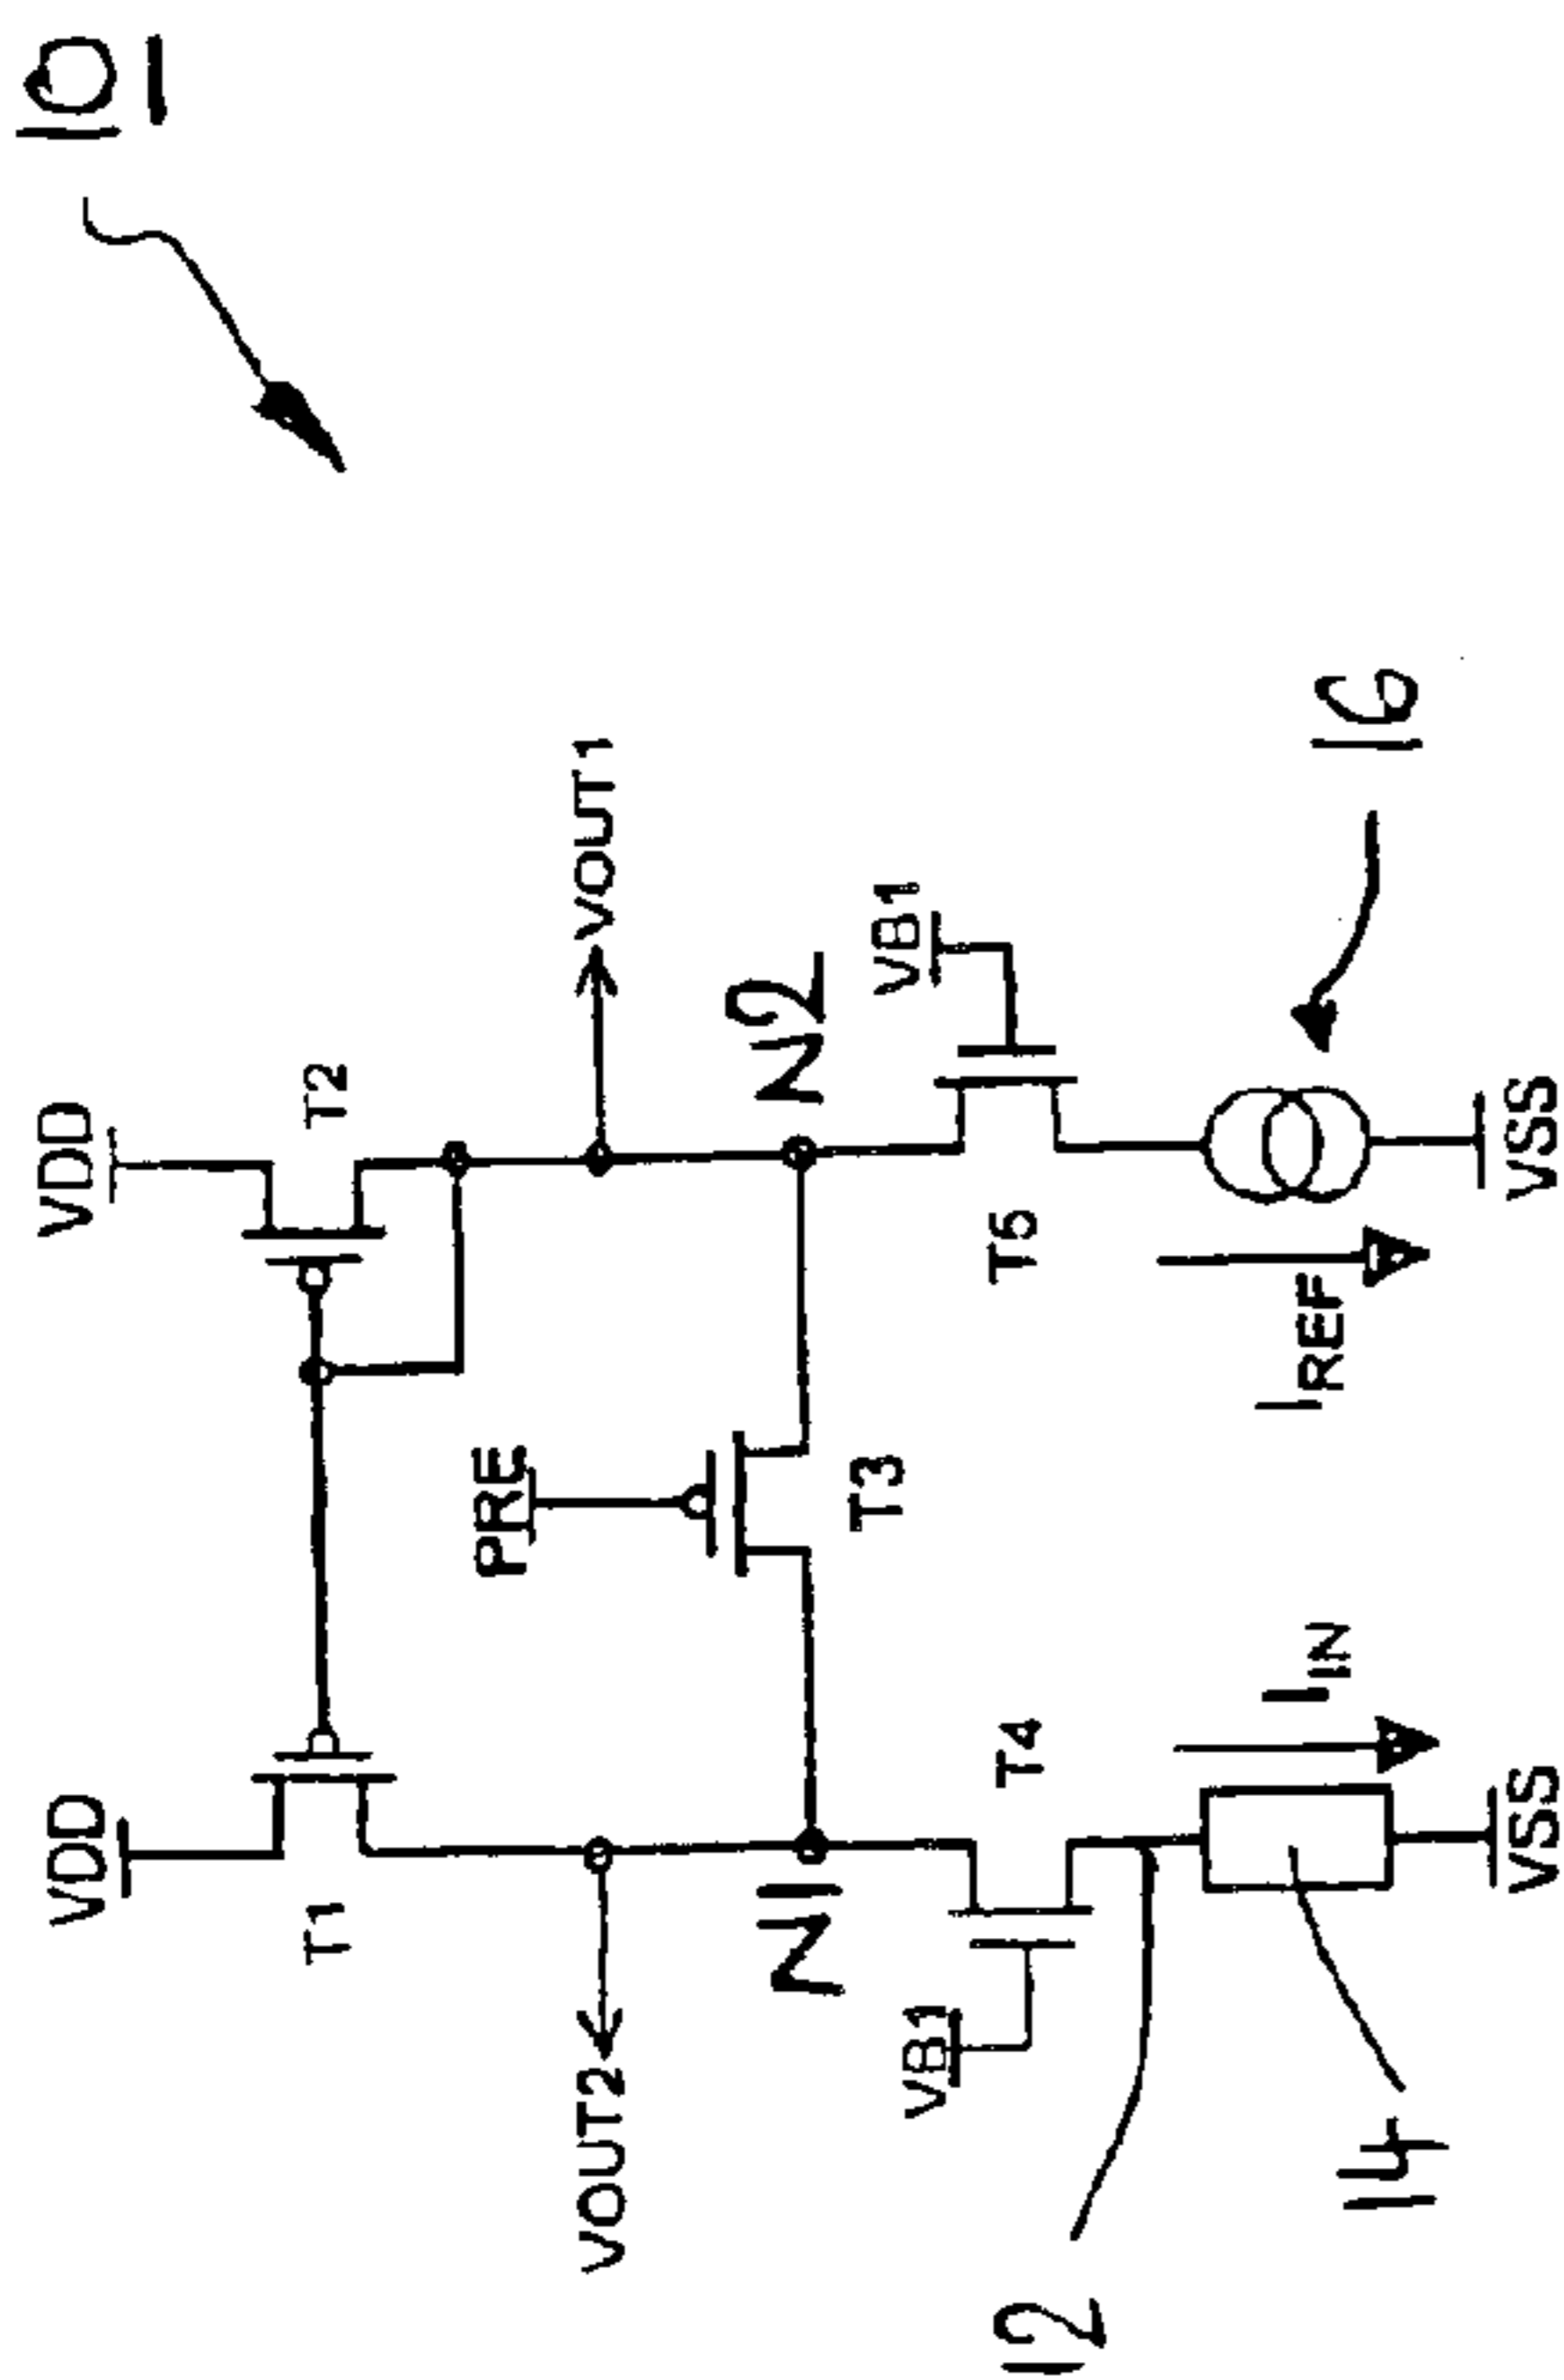 10
VDD
VDD
T1
T2
PRE
VOUT2
VOUT1
N1
N2
T3
VB1
VB1
T4
T5
12
IIN
IREF
14
16
VSS
VSS